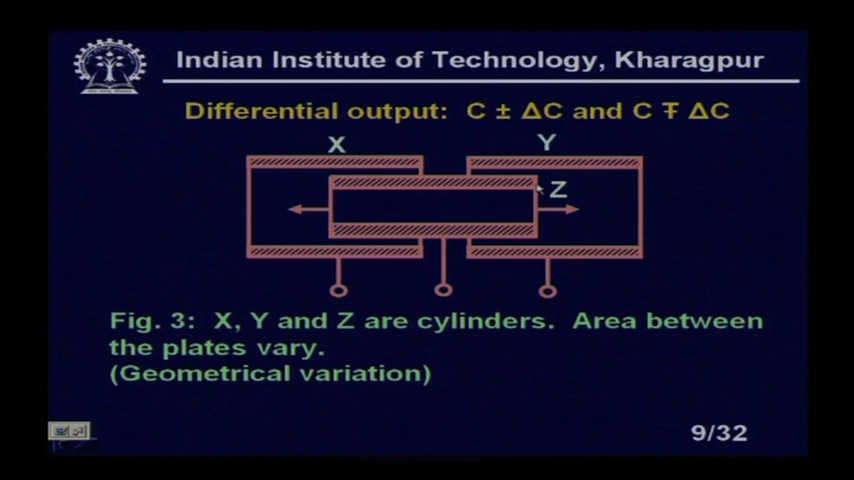 Indian Institute of Technology, Kharagpur
Differential output: C ± ΔC and C ∓ ΔC
X
Y
Z
Fig. 3: X, Y and Z are cylinders. Area between
the plates vary.
(Geometrical variation)
9/32